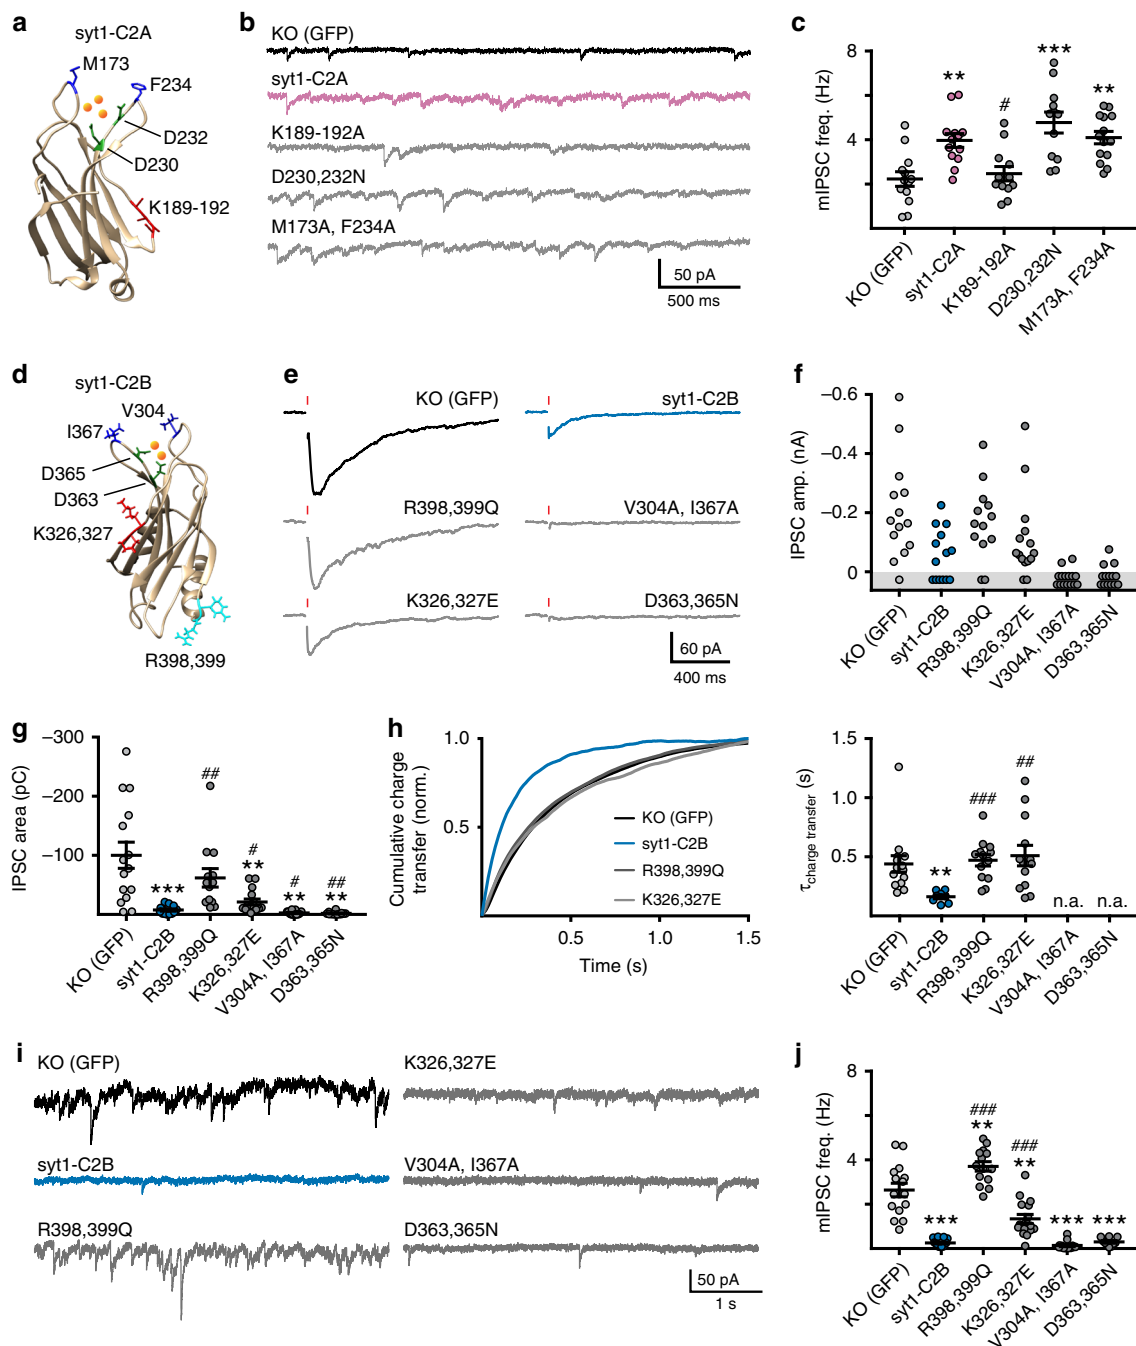 a
syt1-C2A
M173
F234
D232
D230
K189-192
b
KO (GFP)
syt1-C2A
K189-192A
D230,232N
M173A, F234A
50 pA
500 ms
c
mIPSC freq. (Hz)
8
4
**
#
***
**
KO (GFP)
syt1-C2A
K189-192A
D230,232N
M173A, F234A
d
syt1-C2B
V304
I367
D365
D363
K326,327
R398,399
e
KO (GFP)
syt1-C2B
R398,399Q
V304A, I367A
K326,327E
D363,365N
60 pA
400 ms
f
IPSC amp. (nA)
−0.6
−0.4
−0.2
0
KO (GFP)
syt1-C2B
R398,399Q
K326,327E
V304A, I367A
D363,365N
g
IPSC area (pC)
−300
−200
−100
***
##
#
**
#
**
##
**
KO (GFP)
syt1-C2B
R398,399Q
K326,327E
V304A, I367A
D363,365N
h
Cumulative charge
transfer (norm.)
1.0
0.5
KO (GFP)
syt1-C2B
R398,399Q
K326,327E
0.5
1.0
1.5
Time (s)
τcharge transfer (s)
1.5
1.0
0.5
**
###
##
n.a.
n.a.
KO (GFP)
syt1-C2B
R398,399Q
K326,327E
V304A, I367A
D363,365N
i
KO (GFP)
K326,327E
syt1-C2B
V304A, I367A
R398,399Q
D363,365N
50 pA
1 s
j
mIPSC freq. (Hz)
8
4
***
###
**
###
**
***
***
KO (GFP)
syt1-C2B
R398,399Q
K326,327E
V304A, I367A
D363,365N